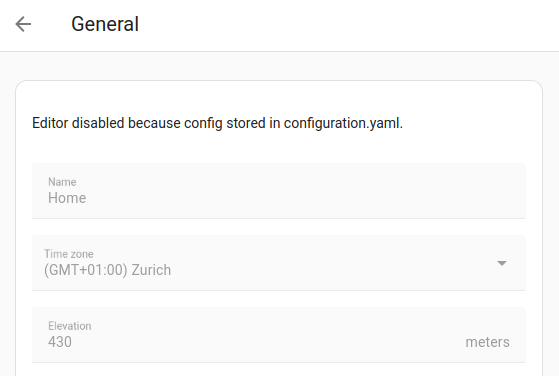 General
Editor disabled because config stored in configuration.yaml.
Name
Home
Time zone
(GMT+01:00) Zurich
Elevation
430 meters